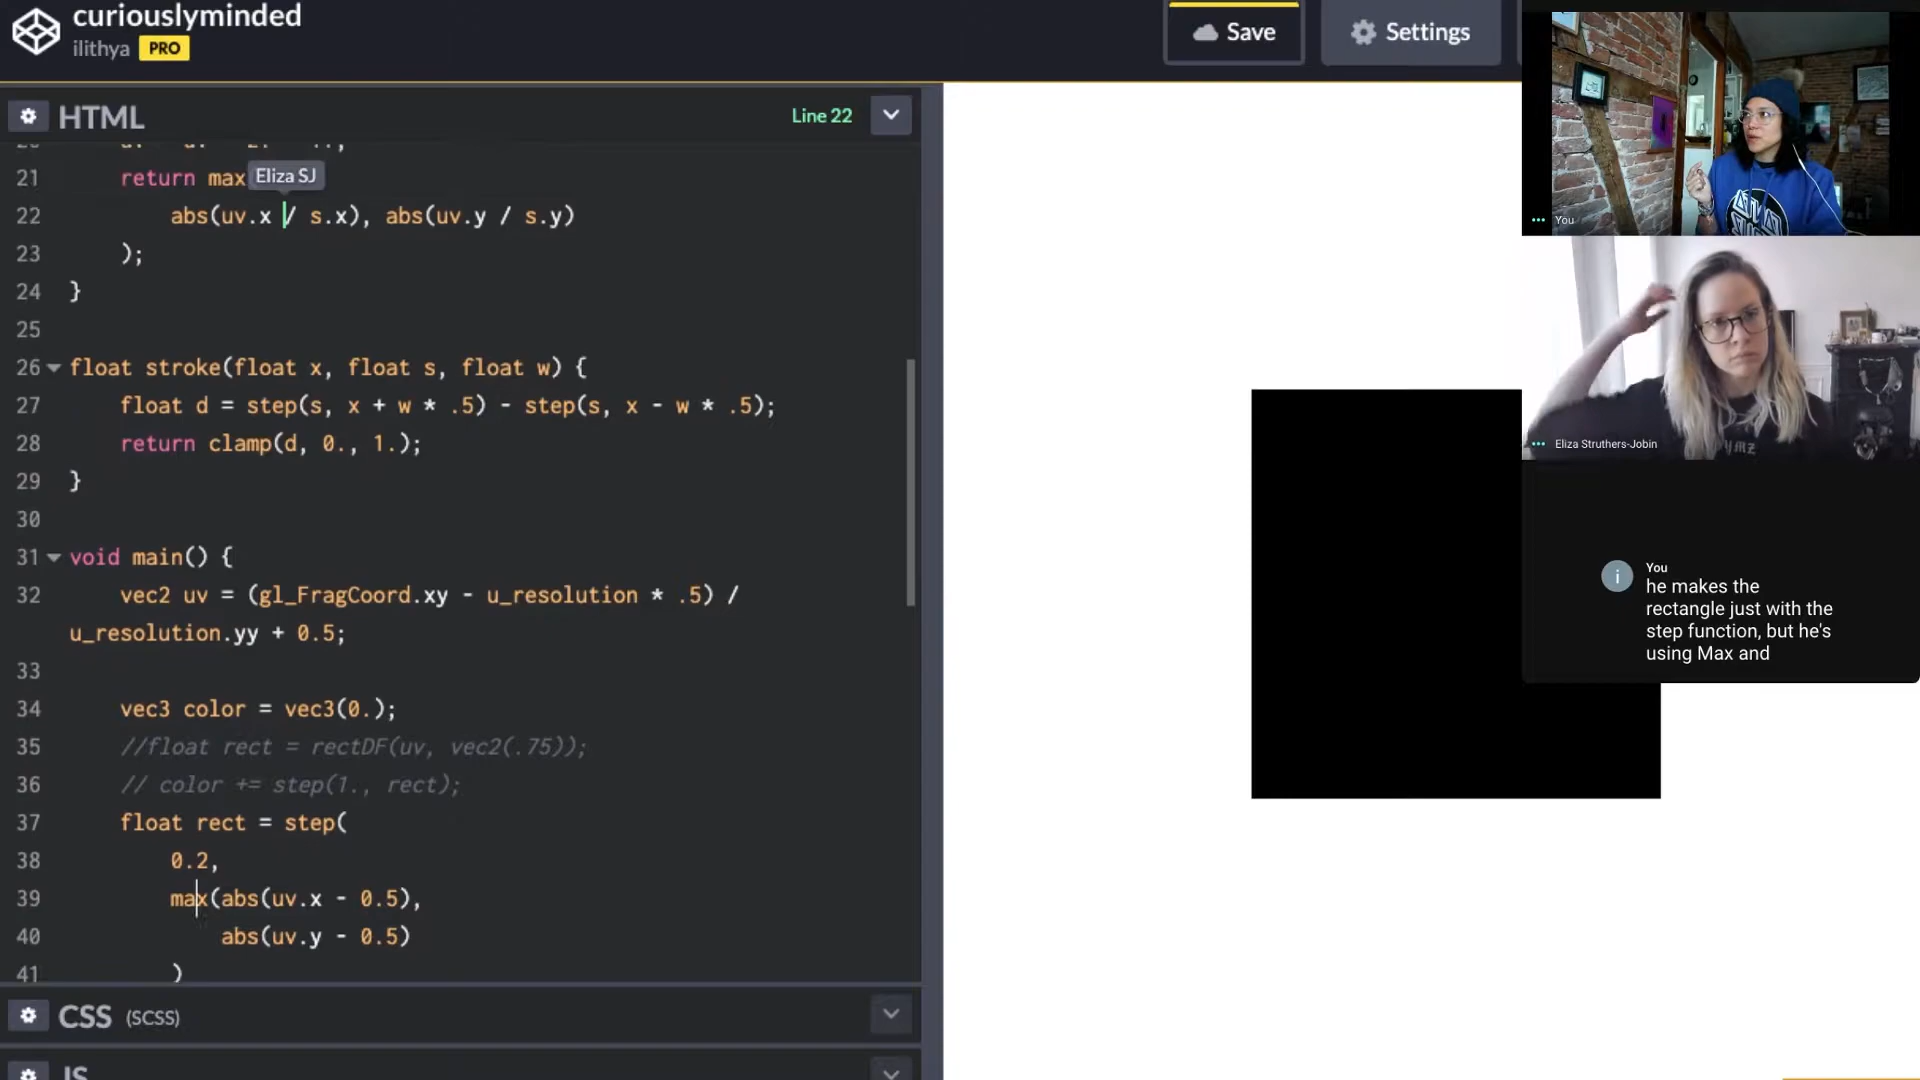 curiouslyminded
ilithya PRO
Save
Settings
HTML
Line 22
21 return max
Eliza SJ
22 abs(uv.x / s.x), abs(uv.y / s.y)
23 );
24 }
25
26 float stroke(float x, float s, float w) {
27 float d = step(s, x + w * .5) - step(s, x - w * .5);
28 return clamp(d, 0., 1.);
29 }
30
31 void main() {
32 vec2 uv = (gl_FragCoord.xy - u_resolution * .5) /
u_resolution.yy + 0.5;
33
34 vec3 color = vec3(0.);
35 //float rect = rectDF(uv, vec2(.75));
36 // color += step(1., rect);
37 float rect = step(
38 0.2,
39 max(abs(uv.x - 0.5),
40 abs(uv.y - 0.5)
41 )
CSS (SCSS)
JS
You
Eliza Struthers-Jobin
You
he makes the
rectangle just with the
step function, but he's
using Max and